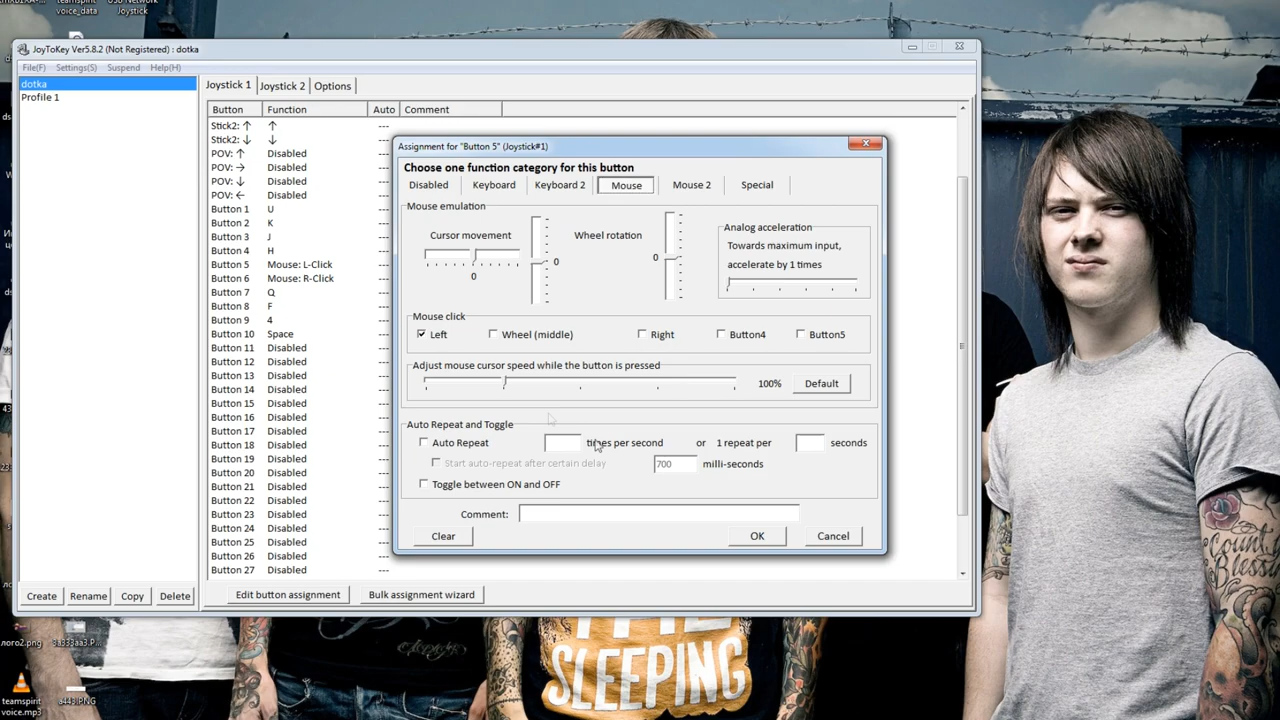 teamspirit
voice_data
Joystick
JoyToKey Ver5.8.2 (Not Registered) : dotka
File(F) Settings(S) Suspend Help(H)
dotka
Profile 1
Joystick 1 Joystick 2 Options
Button Function Auto Comment
Stick2: ↑ ↑ ---
Stick2: ↓ ↓ ---
POV: ↑ Disabled ---
POV: → Disabled ---
POV: ↓ Disabled ---
POV: ← Disabled ---
Button 1 U ---
Button 2 K ---
Button 3 J ---
Button 4 H ---
Button 5 Mouse: L-Click ---
Button 6 Mouse: R-Click ---
Button 7 Q ---
Button 8 F ---
Button 9 4 ---
Button 10 Space ---
Button 11 Disabled ---
Button 12 Disabled ---
Button 13 Disabled ---
Button 14 Disabled ---
Button 15 Disabled ---
Button 16 Disabled ---
Button 17 Disabled ---
Button 18 Disabled ---
Button 19 Disabled ---
Button 20 Disabled ---
Button 21 Disabled ---
Button 22 Disabled ---
Button 23 Disabled ---
Button 24 Disabled ---
Button 25 Disabled ---
Button 26 Disabled ---
Button 27 Disabled ---
Create Rename Copy Delete
Edit button assignment Bulk assignment wizard
Assignment for "Button 5" (Joystick#1)
Choose one function category for this button
Disabled Keyboard Keyboard 2 Mouse Mouse 2 Special
Mouse emulation
Cursor movement
0
0
Wheel rotation
0
Analog acceleration
Towards maximum input,
accelerate by 1 times
Mouse click
Left Wheel (middle) Right Button4 Button5
Adjust mouse cursor speed while the button is pressed
100% Default
Auto Repeat and Toggle
Auto Repeat times per second or 1 repeat per seconds
Start auto-repeat after certain delay 700 milli-seconds
Toggle between ON and OFF
Comment:
Clear OK Cancel
лого2.png
teamspirit
voice.mp3
SLEEPING
Count